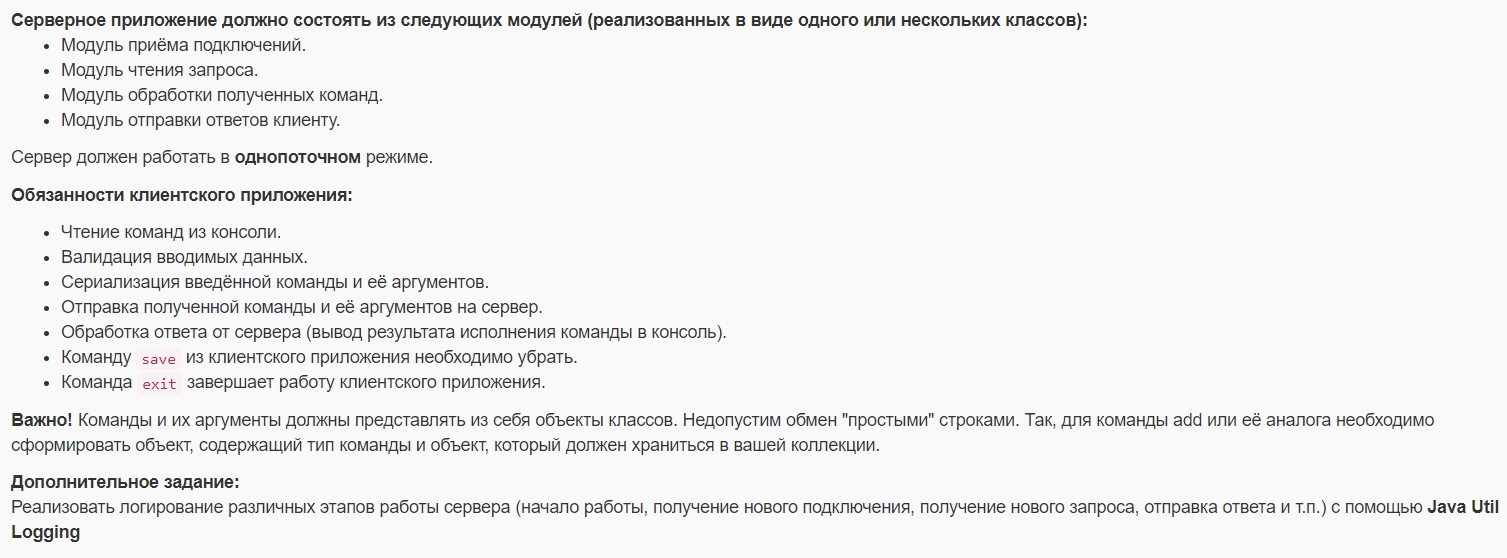 Серверное приложение должно состоять из следующих модулей (реализованных в виде одного или нескольких классов):
• Модуль приёма подключений.
• Модуль чтения запроса.
• Модуль обработки полученных команд.
• Модуль отправки ответов клиенту.
Сервер должен работать в однопоточном режиме.
Обязанности клиентского приложения:
• Чтение команд из консоли.
• Валидация вводимых данных.
• Сериализация введённой команды и её аргументов.
• Отправка полученной команды и её аргументов на сервер.
• Обработка ответа от сервера (вывод результата исполнения команды в консоль).
• Команду save из клиентского приложения необходимо убрать.
• Команда exit завершает работу клиентского приложения.
Важно! Команды и их аргументы должны представлять из себя объекты классов. Недопустим обмен "простыми" строками. Так, для команды add или её аналога необходимо
сформировать объект, содержащий тип команды и объект, который должен храниться в вашей коллекции.
Дополнительное задание:
Реализовать логирование различных этапов работы сервера (начало работы, получение нового подключения, получение нового запроса, отправка ответа и т.п.) с помощью Java Util
Logging